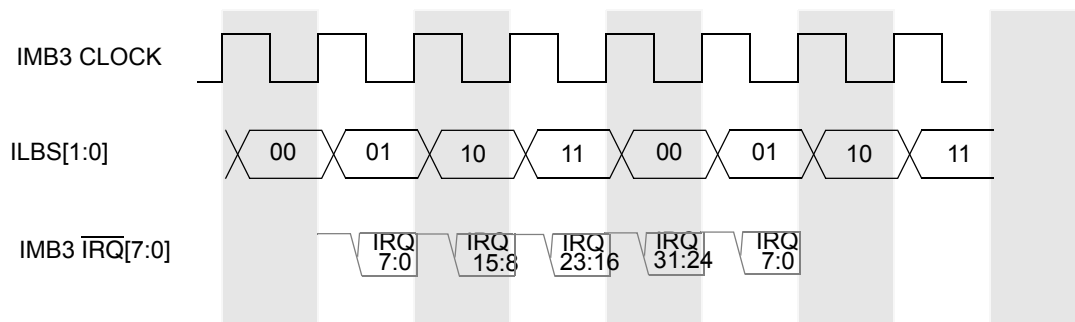 IMB3 CLOCK
ILBS[1:0]
00 01 10 11 00 01 10 11
IMB3 IRQ[7:0]
IRQ IRQ IRQ IRQ IRQ
7:0 15:8 23:16 31:24 7:0